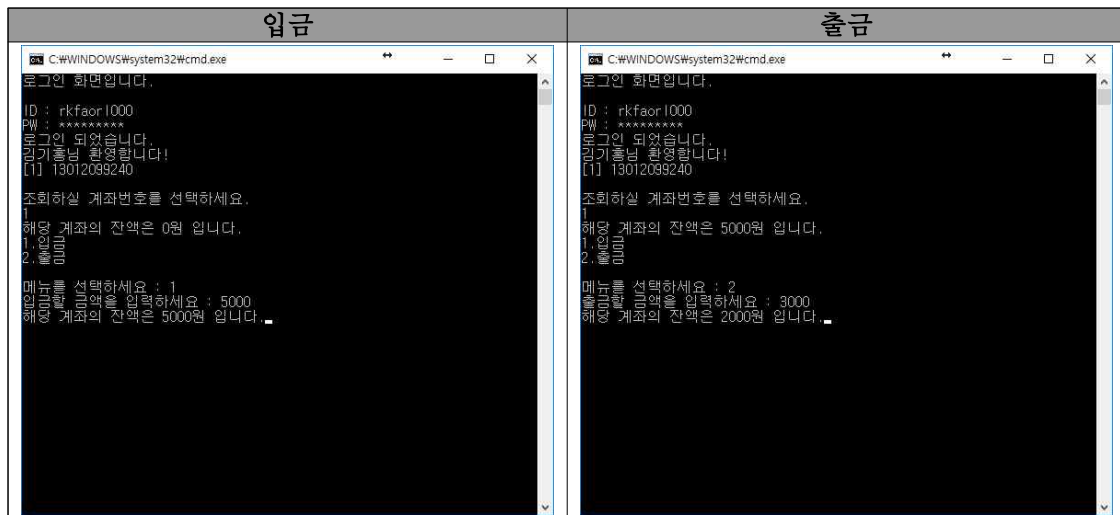 입금
C:₩WINDOWS₩system32₩cmd.exe
로그인 화면입니다.
ID : rkfaorl000
PW : *********
로그인 되었습니다.
김기홍님 환영합니다!
[1] 13012099240
조회하실 계좌번호를 선택하세요.
1
해당 계좌의 잔액은 0원 입니다.
1.입금
2.출금
메뉴를 선택하세요 : 1
입금할 금액을 입력하세요 : 5000
해당 계좌의 잔액은 5000원 입니다.
출금
C:₩WINDOWS₩system32₩cmd.exe
로그인 화면입니다.
ID : rkfaorl000
PW : *********
로그인 되었습니다.
김기홍님 환영합니다!
[1] 13012099240
조회하실 계좌번호를 선택하세요.
1
해당 계좌의 잔액은 5000원 입니다.
1.입금
2.출금
메뉴를 선택하세요 : 2
출금할 금액을 입력하세요 : 3000
해당 계좌의 잔액은 2000원 입니다.